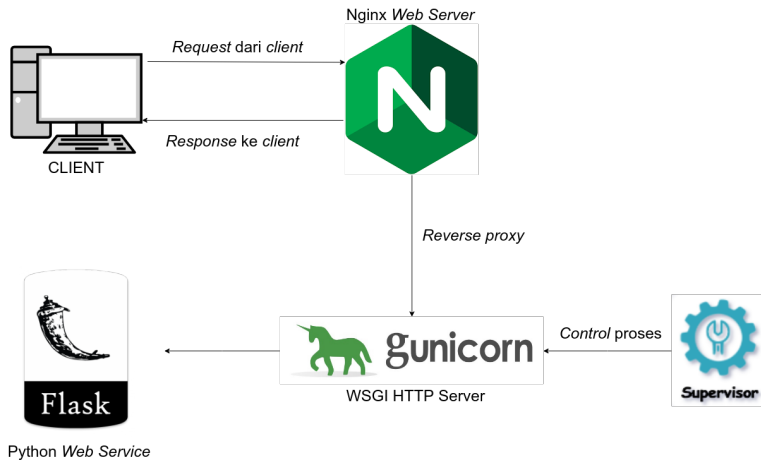 Nginx Web Server
Request dari client
N
Response ke client
CLIENT
Reverse proxy
Control proses
gunicorn
WSGI HTTP Server
Supervisor
Flask
Python Web Service